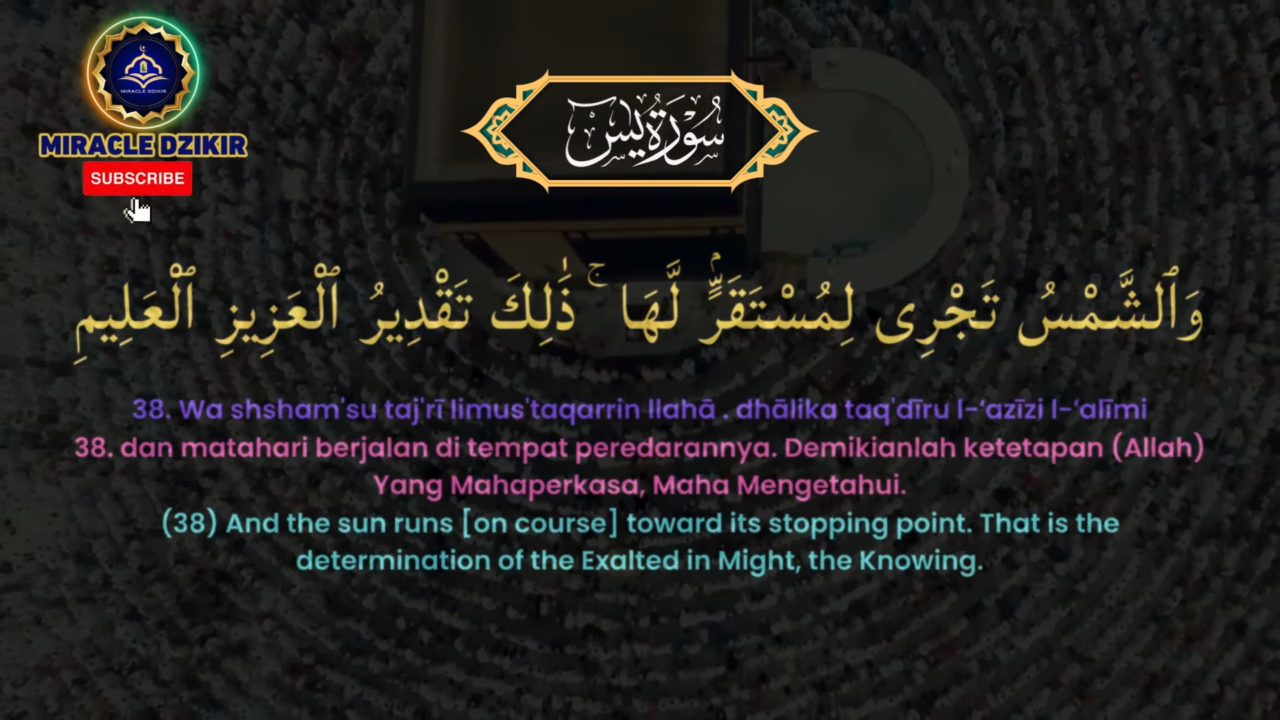 MIRACLE DZIKIR
MIRACLE DZIKIR
SUBSCRIBE
سُورَةُ يس
وَٱلشَّمْسُ تَجْرِى لِمُسْتَقَرٍّۢ لَّهَا ۚ ذَٰلِكَ تَقْدِيرُ ٱلْعَزِيزِ ٱلْعَلِيمِ
38. Wa shsham'su taj'rī limus'taqarrin llahā . dhālika taq'dīru l-‘azīzi l-‘alīmi
38. dan matahari berjalan di tempat peredarannya. Demikianlah ketetapan (Allah)
Yang Mahaperkasa, Maha Mengetahui.
(38) And the sun runs [on course] toward its stopping point. That is the
determination of the Exalted in Might, the Knowing.